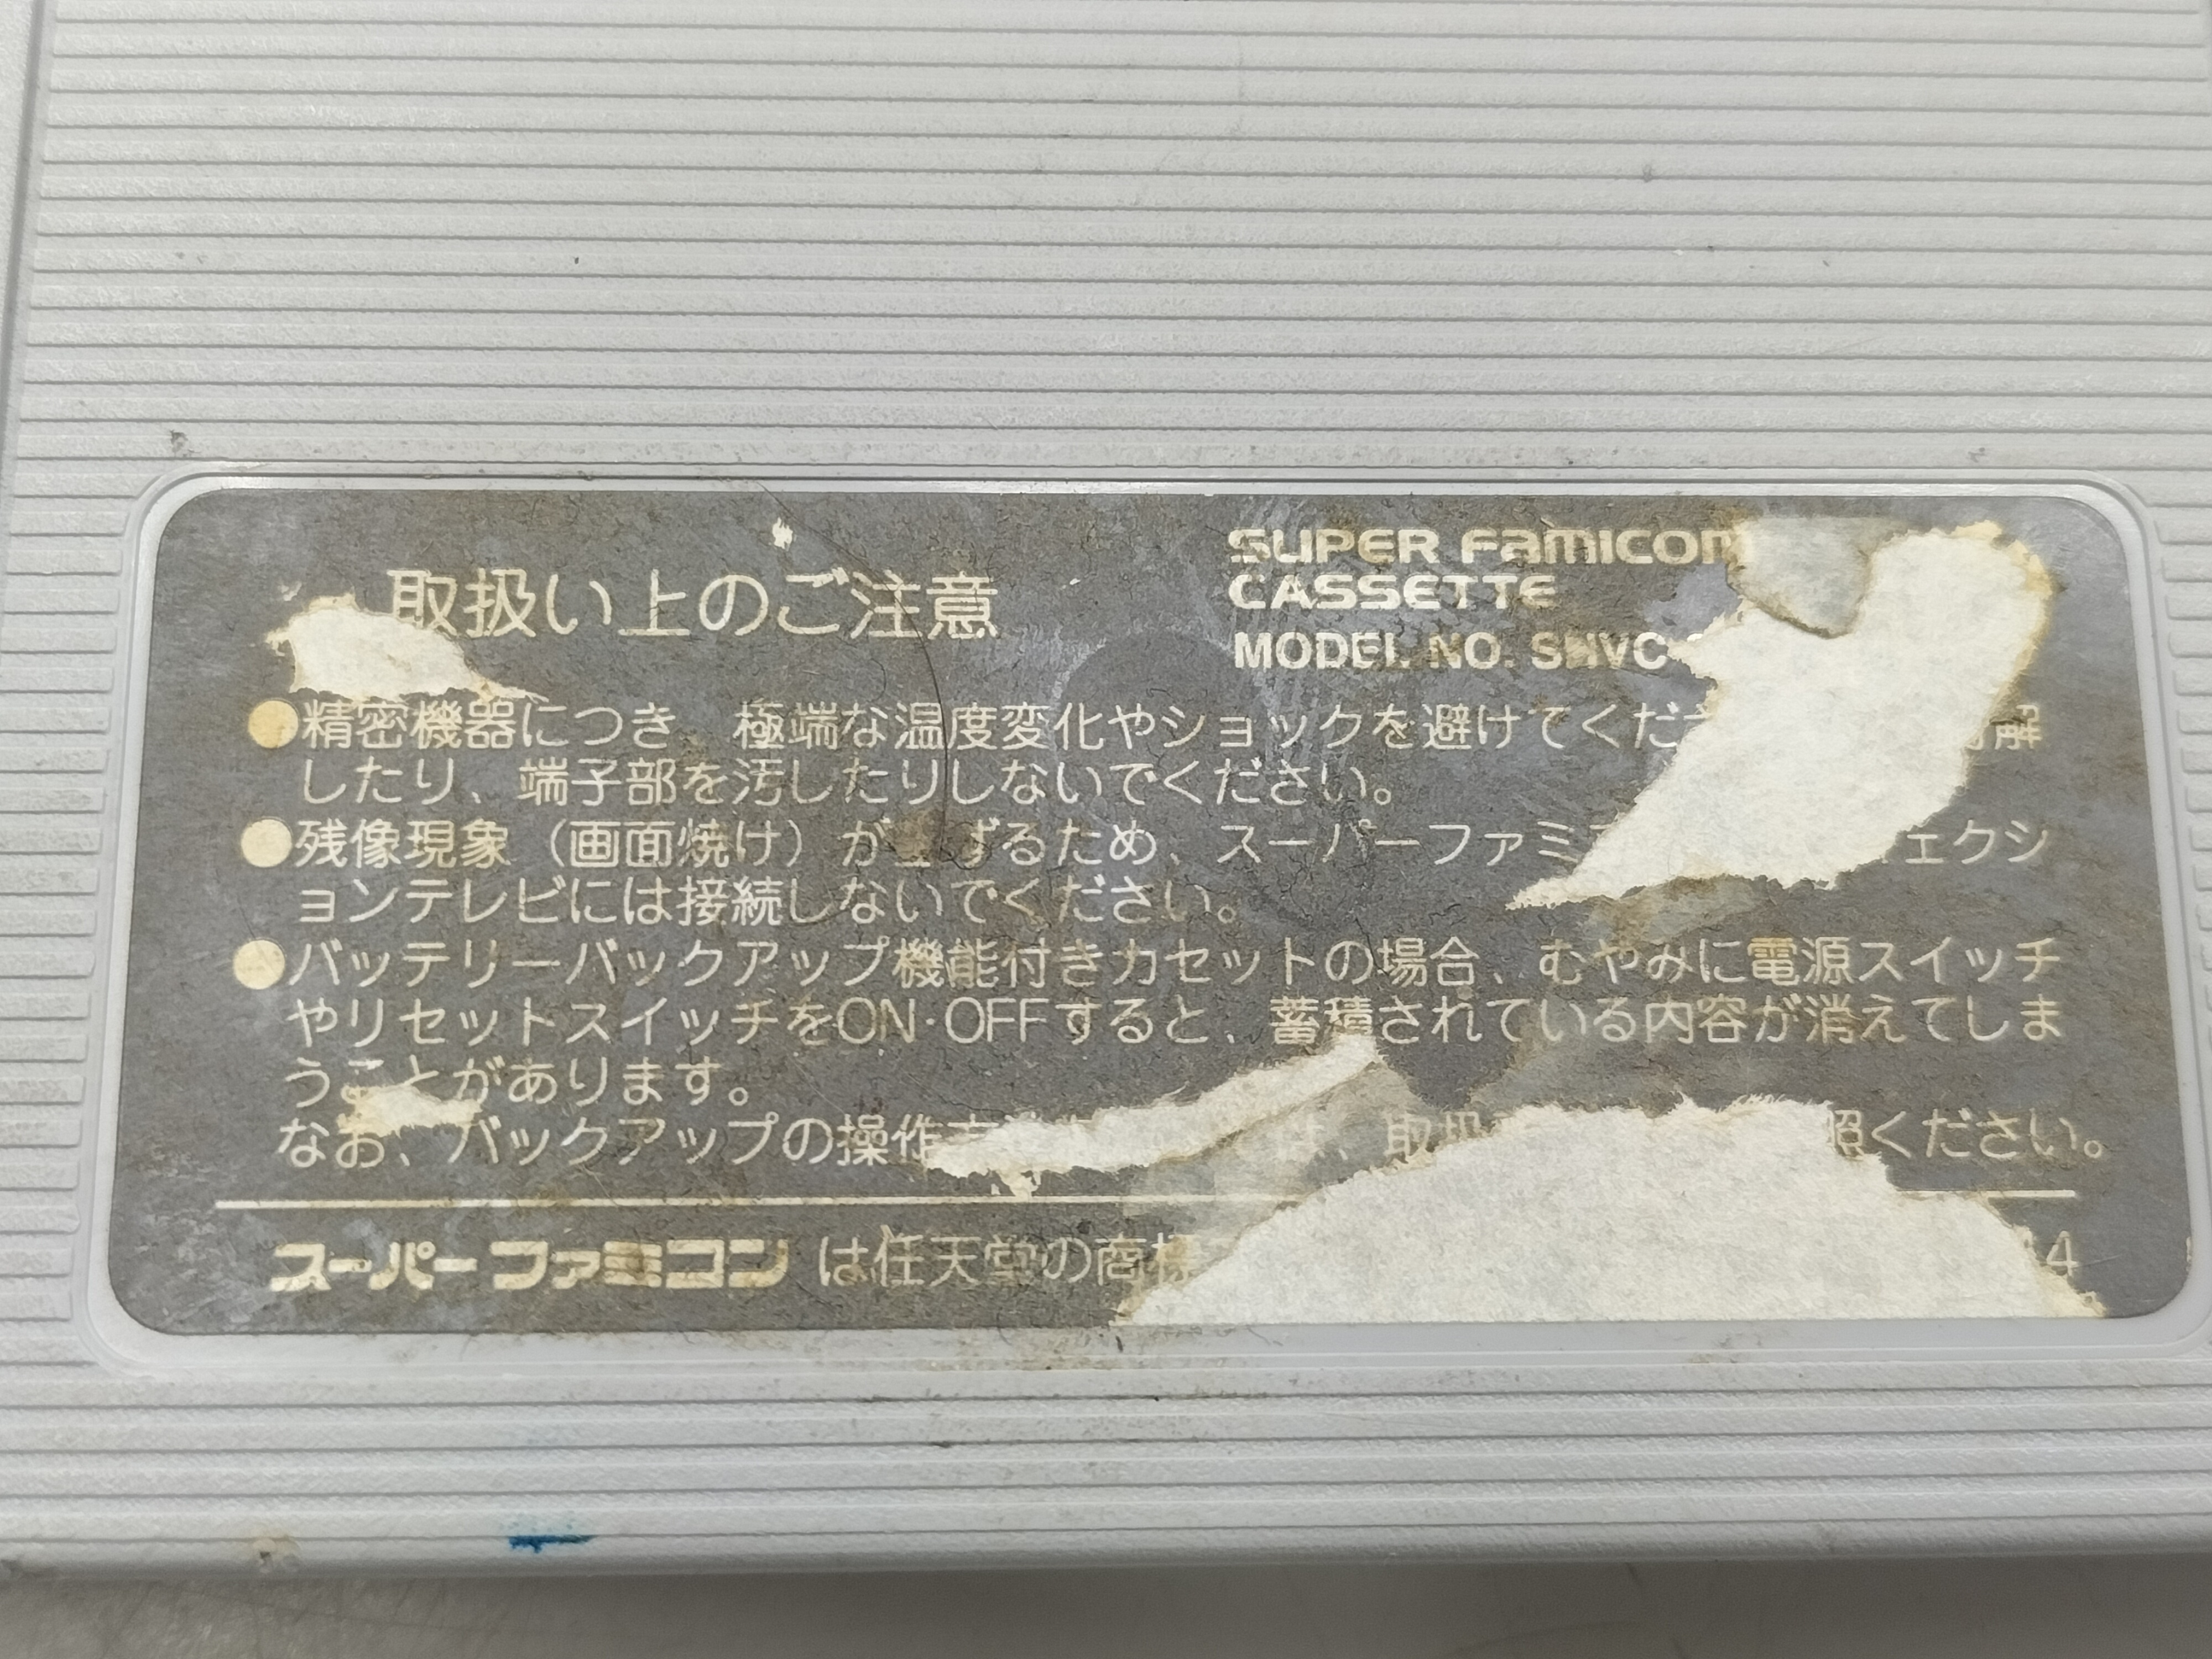 取扱い上のご注意
SUPER FAMICOM
CASSETTE
MODEL NO. SHVC-
●精密機器につき 極端な温度変化やショックを避けてくだ 解
したり、端子部を汚したりしないでください。
●残像現象（画面焼け）が ずるため、スーパーファミ ェクシ
ョンテレビには接続しないでください。
●バッテリーバックアップ機能付きカセットの場合、むやみに電源スイッチ
やリセットスイッチをON・OFFすると、蓄積されている内容が消えてしま
うことがあります。
なお、バックアップの操作 は、取扱 照ください。
スーパーファミコン は任天堂の商標 4